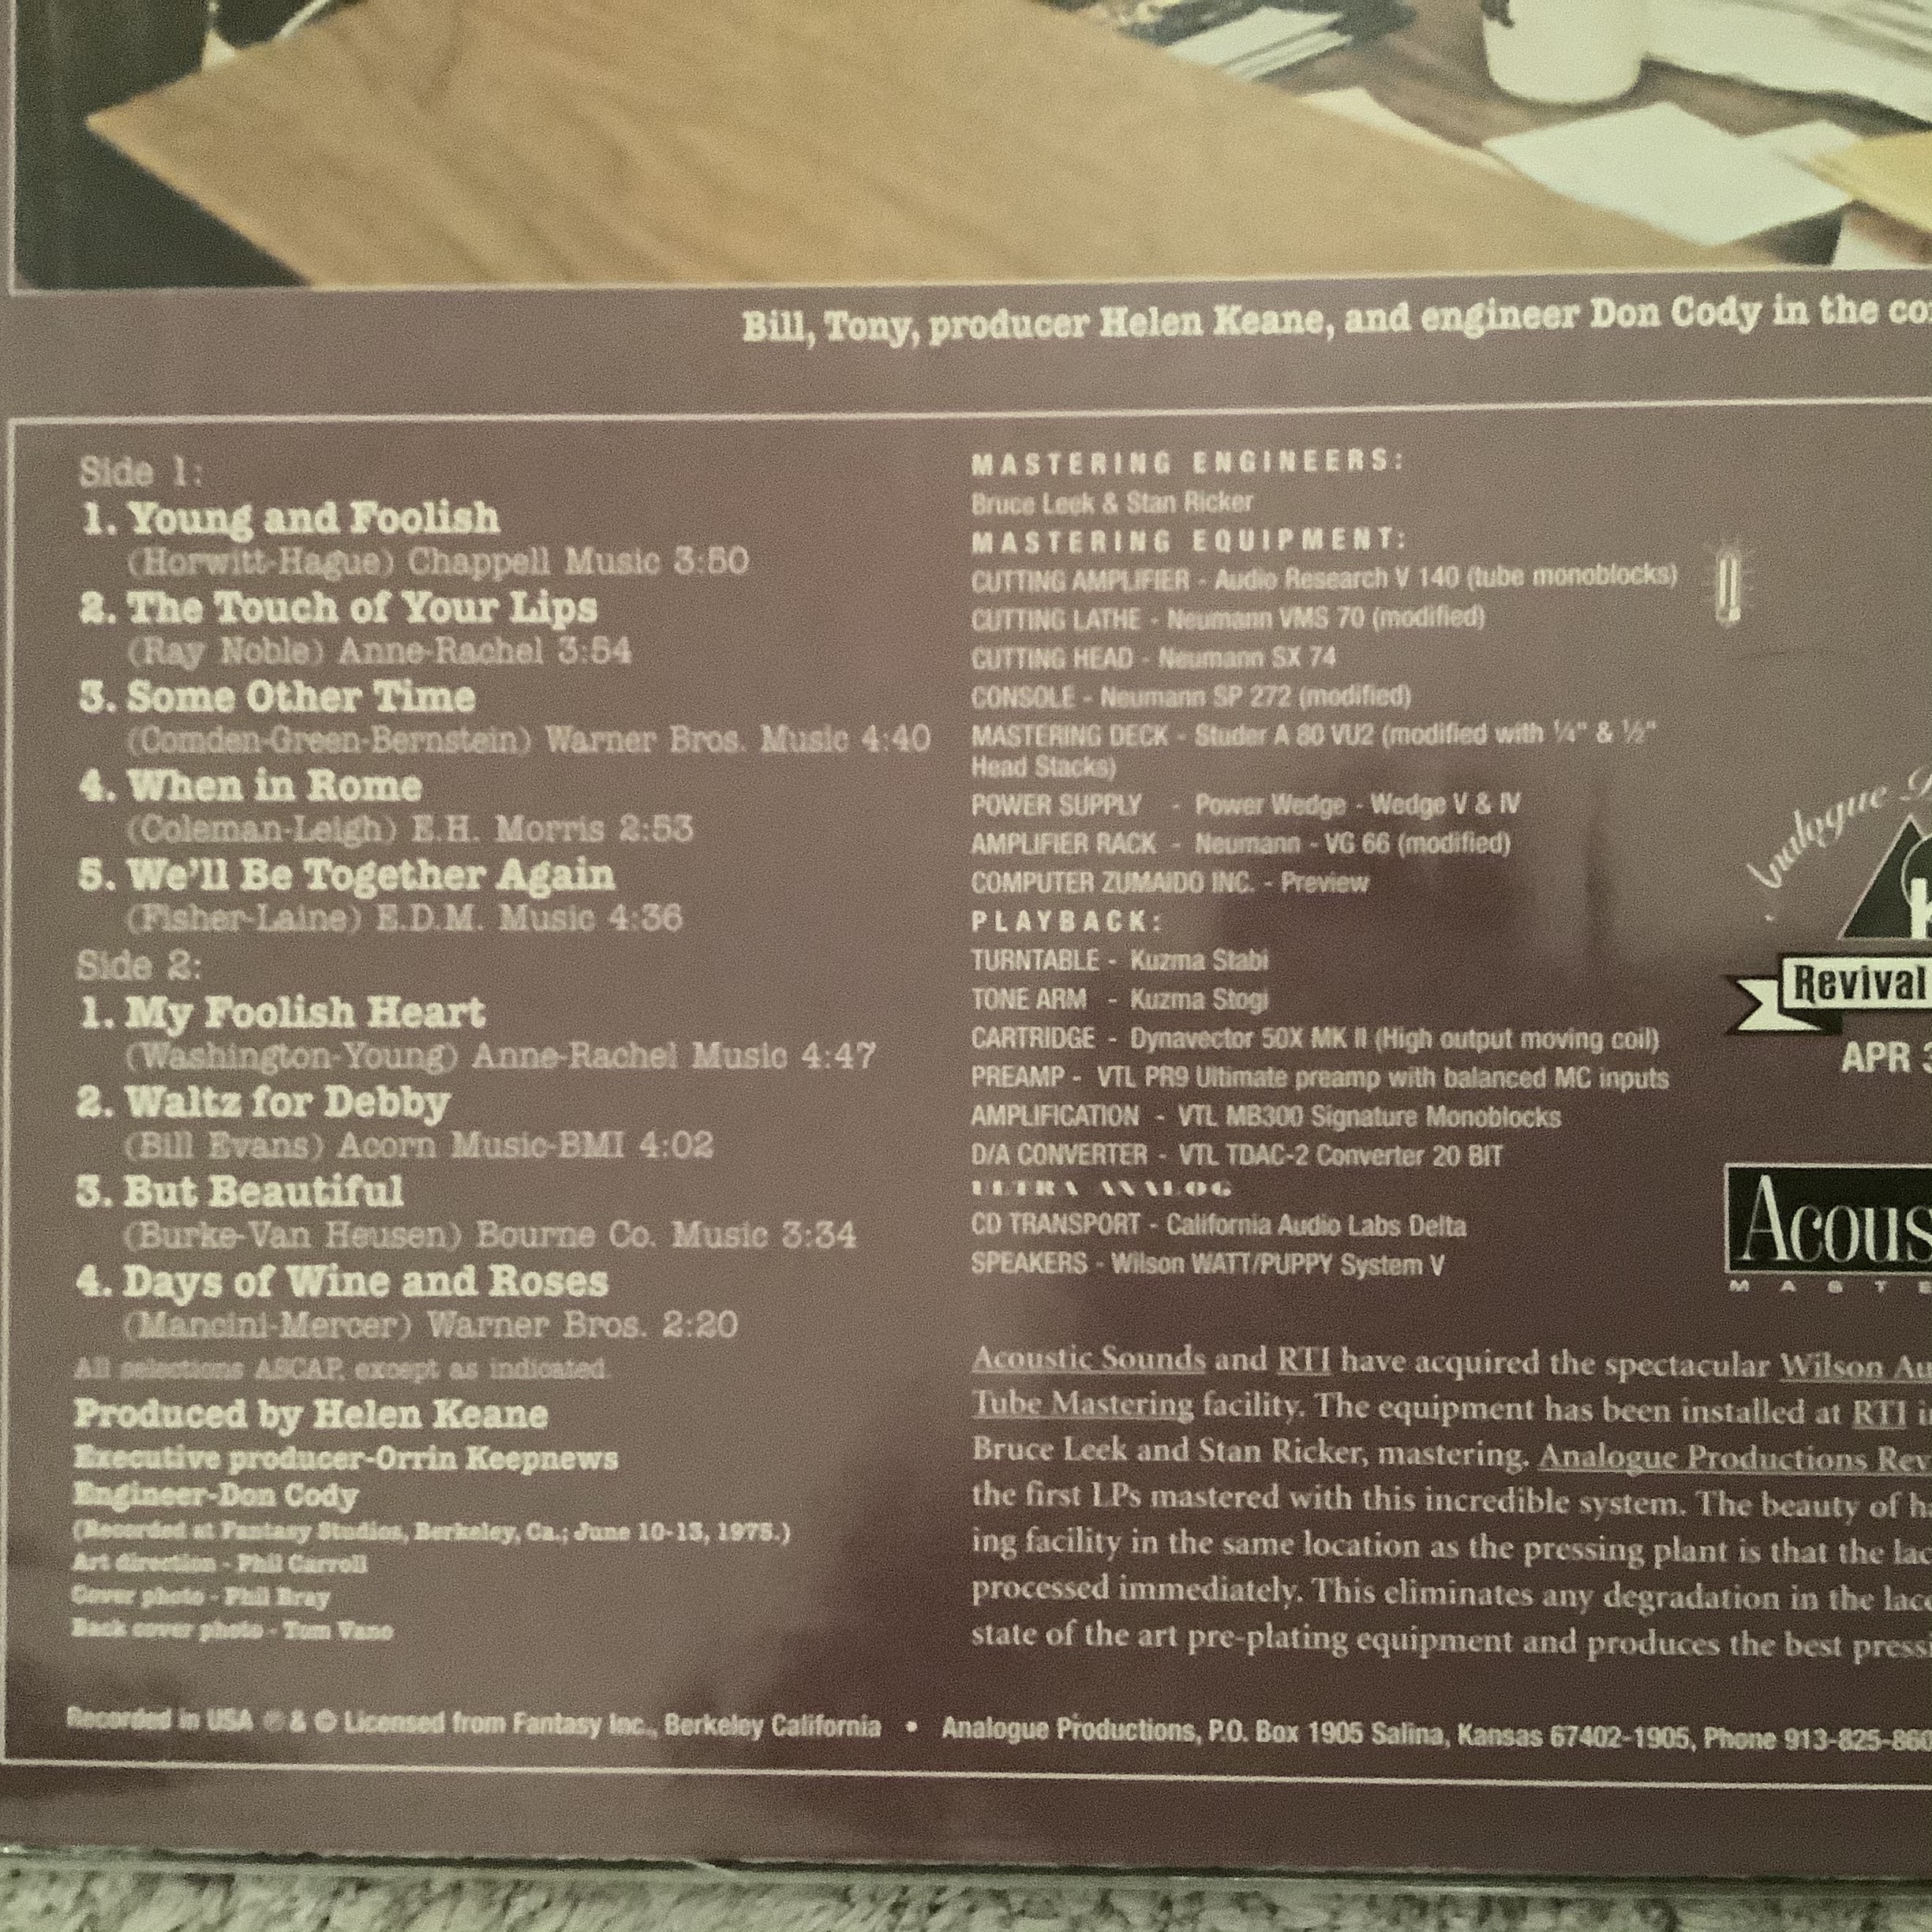 Bill, Tony, producer Helen Keane, and engineer Don Cody in the
Side 1:
1. Young and Foolish
(Horwitt-Hague) Chappell Music 3:50
2. The Touch of Your Lips
(Ray Noble) Anne-Rachel 3:54
3. Some Other Time
(Comden-Green-Bernstein) Warner Bros. Music 4:40
4. When in Rome
(Coleman-Leigh) E.H. Morris 2:53
5. We'll Be Together Again
(Fisher-Laine) E.D.M. Music 4:36
Side 2:
1. My Foolish Heart
(Washington-Young) Anne-Rachel Music 4:47
2. Waltz for Debby
(Bill Evans) Acorn Music-BMI 4:02
3. But Beautiful
(Burke-Van Heusen) Bourne Co. Music 3:34
4. Days of Wine and Roses
(Mancini-Mercer) Warner Bros. 2:20
All selections ASCAP, except as indicated.
Produced by Helen Keane
Executive producer-Orrin Keepnews
Engineer-Don Cody
(Recorded at Fantasy Studios, Berkeley, Ca.; June 10-13, 1975.)
Art direction - Phil Carroll
Cover photo - Phil Bray
Back cover photo - Tom Vano
MASTERING ENGINEERS:
Bruce Leek & Stan Ricker
MASTERING EQUIPMENT:
CUTTING AMPLIFIER - Audio Research V 140 (tube monoblocks)
CUTTING LATHE - Neumann VMS 70 (modified)
CUTTING HEAD - Neumann SX 74
CONSOLE - Neumann SP 272 (modified)
MASTERING DECK - Studer A 80 VU2 (modified with ¼" & ½"
Head Stacks)
POWER SUPPLY - Power Wedge - Wedge V & IV
AMPLIFIER RACK - Neumann - VG 66 (modified)
COMPUTER ZUMAIDO INC. - Preview
PLAYBACK:
TURNTABLE - Kuzma Stabi
TONE ARM - Kuzma Stogi
CARTRIDGE - Dynavector 50X MK II (High output moving coil)
PREAMP - VTL PR9 Ultimate preamp with balanced MC inputs
AMPLIFICATION - VTL MB300 Signature Monoblocks
D/A CONVERTER - VTL TDAC-2 Converter 20 BIT
ULTRA ANALOG
CD TRANSPORT - California Audio Labs Delta
SPEAKERS - Wilson WATT/PUPPY System V
Analogue
Revival
APR 3
Acous
Acoustic Sounds and RTI have acquired the spectacular Wilson
Tube Mastering facility. The equipment has been installed at RTI
Bruce Leek and Stan Ricker, mastering. Analogue Productions Rev
the first LPs mastered with this incredible system. The beauty of
ing facility in the same location as the pressing plant is that the
processed immediately. This eliminates any degradation in the
state of the art pre-plating equipment and produces the best pressi
Recorded in USA ℗ & © Licensed from Fantasy Inc., Berkeley California • Analogue Productions, P.O. Box 1905 Salina, Kansas 67402-1905, Phone 913-825-860